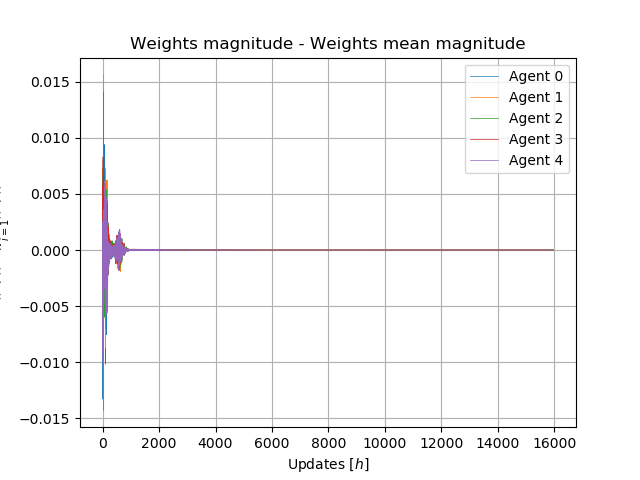 Weights magnitude - Weights mean magnitude
Agent 0
Agent 1
Agent 2
Agent 3
Agent 4
0.015
0.010
0.005
0.000
−0.005
−0.010
−0.015
0 2000 4000 6000 8000 10000 12000 14000 16000
Updates [h]